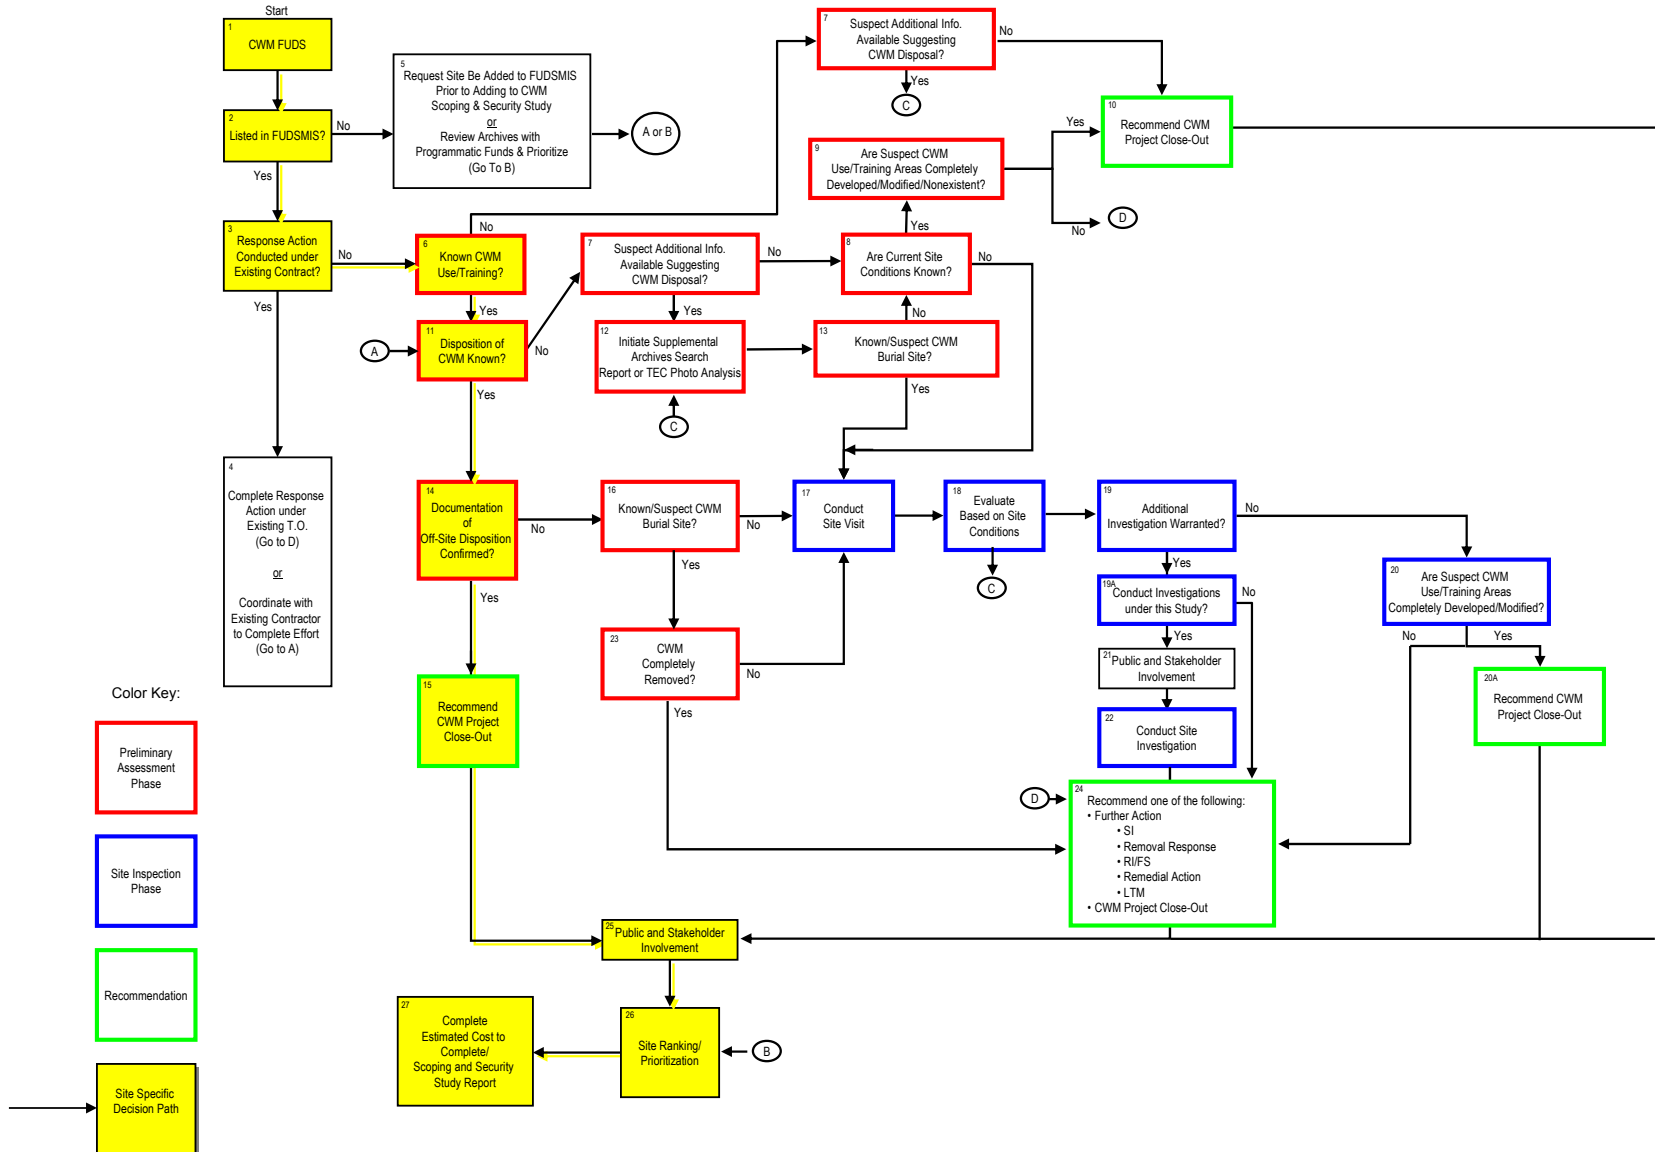 Start
1
CWM FUDS
2
Listed in FUDSMIS?
No
Yes
5
Request Site Be Added to FUDSMIS
Prior to Adding to CWM
Scoping & Security Study
or
Review Archives with
Programmatic Funds & Prioritize
(Go To B)
A or B
3
Response Action
Conducted under
Existing Contract?
No
Yes
4
Complete Response
Action under
Existing T.O.
(Go to D)
or
Coordinate with
Existing Contractor
to Complete Effort
(Go to A)
6
Known CWM
Use/Training?
No
Yes
7
Suspect Additional Info.
Available Suggesting
CWM Disposal?
No
Yes
C
10
Recommend CWM
Project Close-Out
9
Are Suspect CWM
Use/Training Areas Completely
Developed/Modified/Nonexistent?
Yes
No
D
7
Suspect Additional Info.
Available Suggesting
CWM Disposal?
No
Yes
8
Are Current Site
Conditions Known?
Yes
No
A
11
Disposition of
CWM Known?
No
Yes
12
Initiate Supplemental
Archives Search
Report or TEC Photo Analysis
C
13
Known/Suspect CWM
Burial Site?
No
Yes
14
Documentation
of
Off-Site Disposition
Confirmed?
No
Yes
16
Known/Suspect CWM
Burial Site?
No
Yes
17
Conduct
Site Visit
18
Evaluate
Based on Site
Conditions
C
19
Additional
Investigation Warranted?
No
Yes
19A
Conduct Investigations
under this Study?
No
Yes
20
Are Suspect CWM
Use/Training Areas
Completely Developed/Modified?
No
Yes
20A
Recommend CWM
Project Close-Out
21
Public and Stakeholder
Involvement
22
Conduct Site
Investigation
23
CWM
Completely
Removed?
No
Yes
15
Recommend
CWM Project
Close-Out
D
24
Recommend one of the following:
• Further Action
• SI
• Removal Response
• RI/FS
• Remedial Action
• LTM
• CWM Project Close-Out
25
Public and Stakeholder
Involvement
26
Site Ranking/
Prioritization
B
27
Complete
Estimated Cost to
Complete/
Scoping and Security
Study Report
Color Key:
Preliminary
Assessment
Phase
Site Inspection
Phase
Recommendation
Site Specific
Decision Path